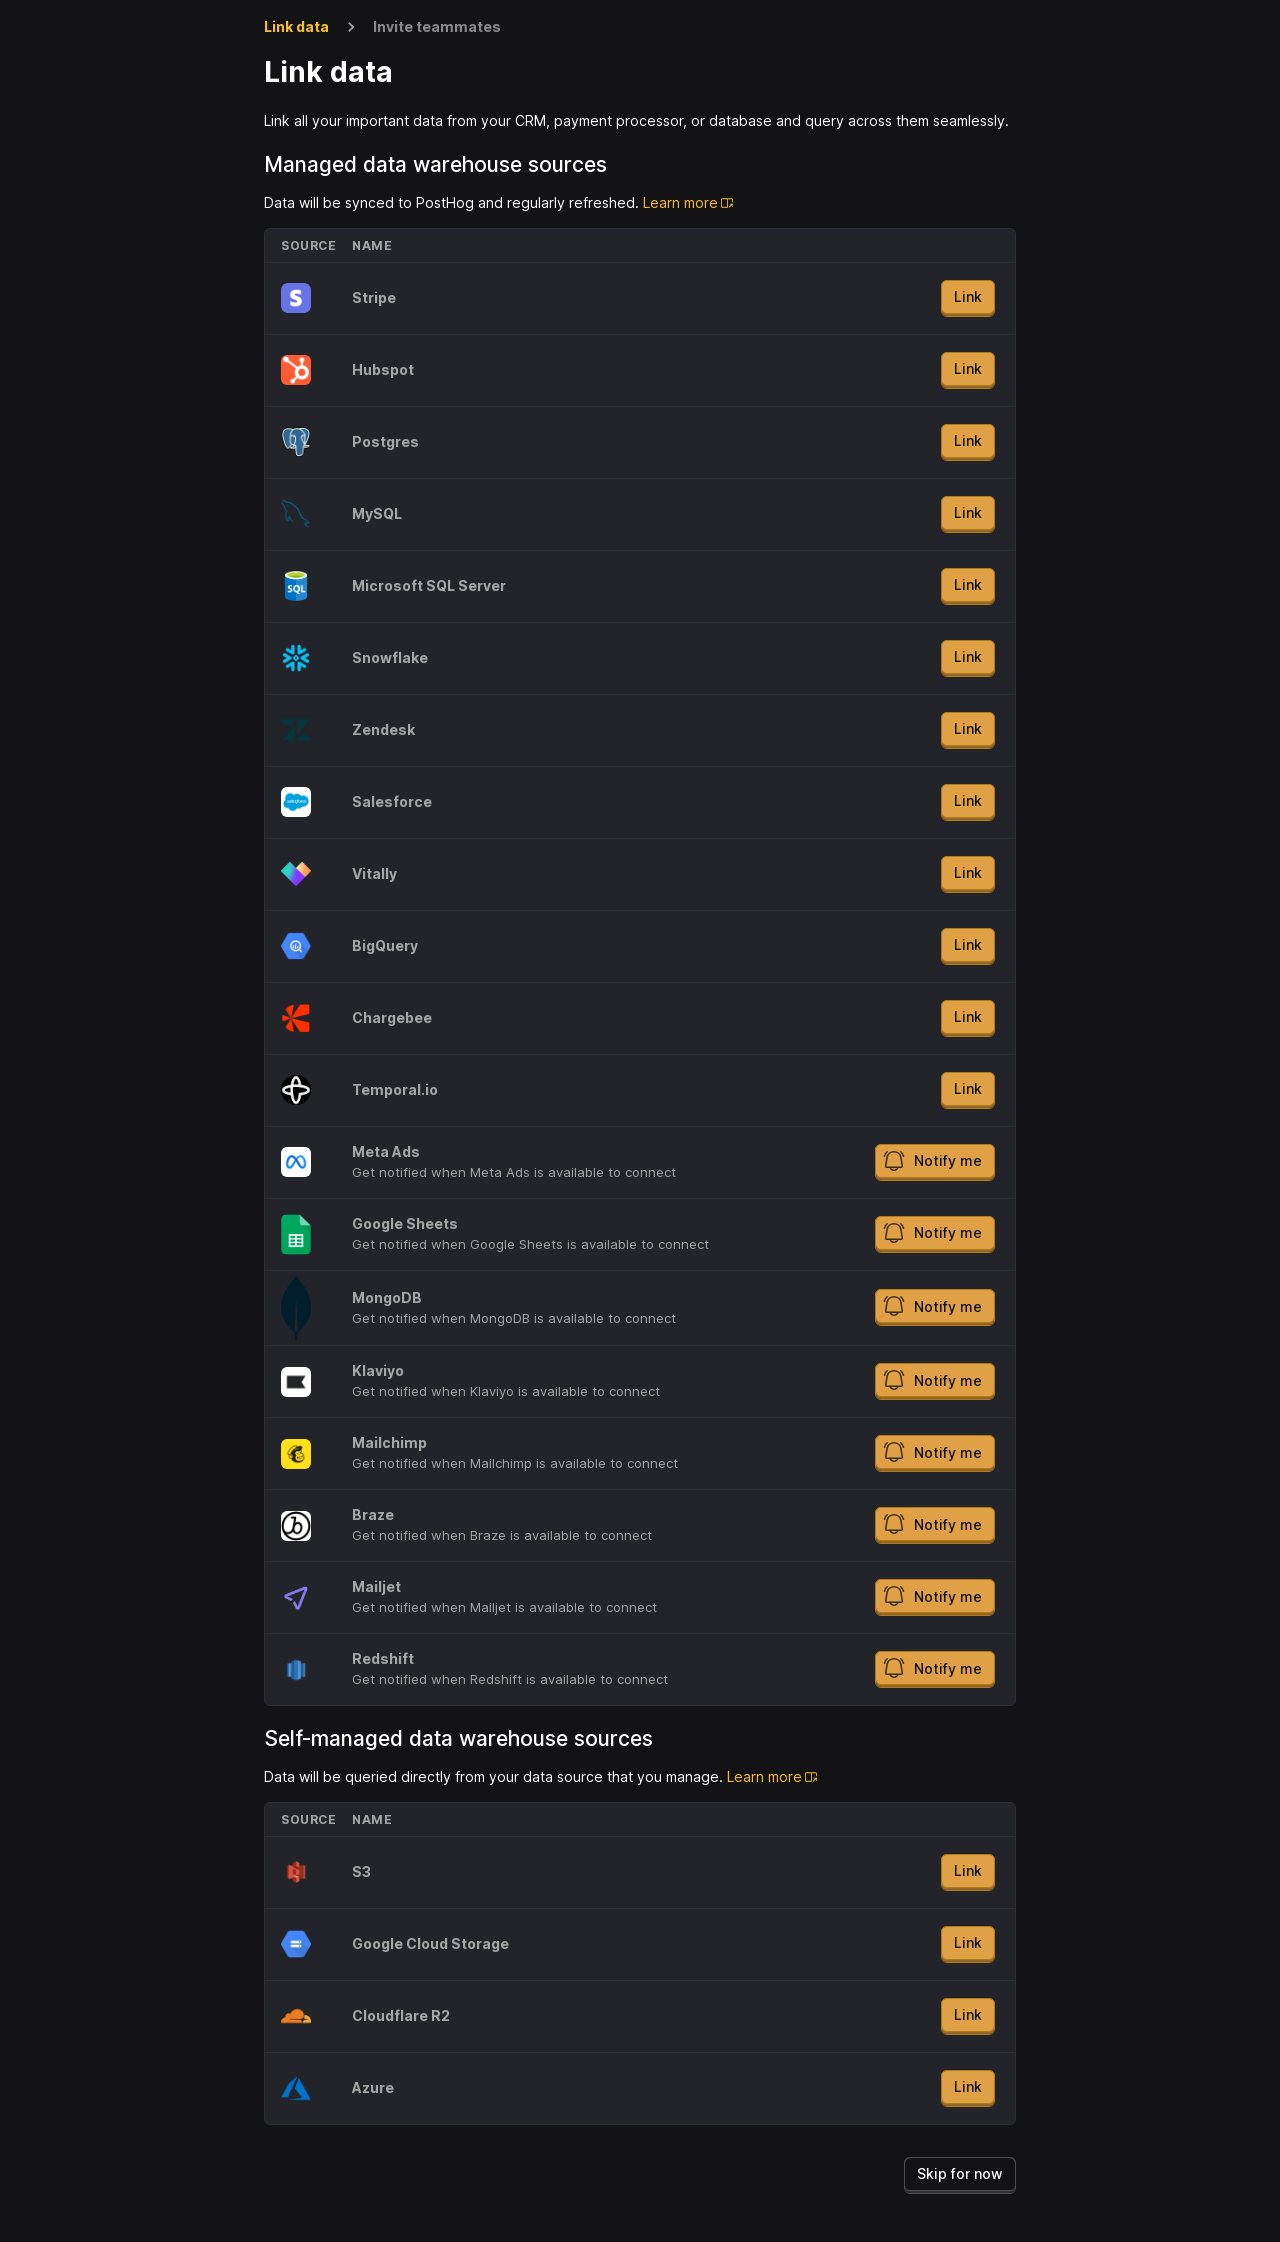 Link data Invite teammates
Link data
Link all your important data from your CRM, payment processor, or database and query across them seamlessly.
Managed data warehouse sources
Data will be synced to PostHog and regularly refreshed. Learn more
SOURCE NAME
Stripe Link
Hubspot Link
Postgres Link
MySQL Link
SQL Microsoft SQL Server Link
Snowflake Link
Zendesk Link
salesforce Salesforce Link
Vitally Link
BigQuery Link
Chargebee Link
Temporal.io Link
Meta Ads
Get notified when Meta Ads is available to connect
Notify me
Google Sheets
Get notified when Google Sheets is available to connect
Notify me
MongoDB
Get notified when MongoDB is available to connect
Notify me
Klaviyo
Get notified when Klaviyo is available to connect
Notify me
Mailchimp
Get notified when Mailchimp is available to connect
Notify me
Braze
Get notified when Braze is available to connect
Notify me
Mailjet
Get notified when Mailjet is available to connect
Notify me
Redshift
Get notified when Redshift is available to connect
Notify me
Self-managed data warehouse sources
Data will be queried directly from your data source that you manage. Learn more
SOURCE NAME
S3 Link
Google Cloud Storage Link
Cloudflare R2 Link
Azure Link
Skip for now